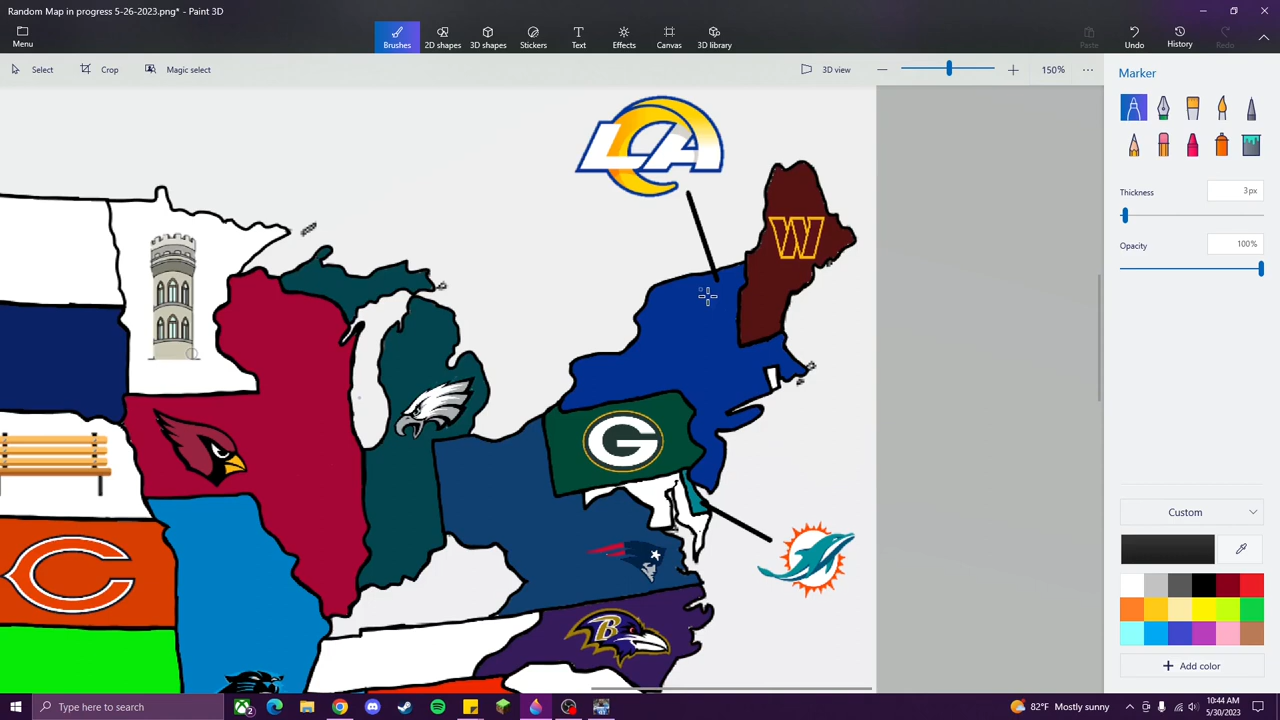 Random Map in progress 5-26-2023.png* - Paint 3D
Menu
Brushes
2D shapes
3D shapes
Stickers
Text
Effects
Canvas
3D library
Paste
Undo
History
Redo
Select
Crop
Magic select
3D view
150%
Marker
Thickness
3px
Opacity
100%
Custom
Add color
LA
W
G
B
Type here to search
2
82°F Mostly sunny
10:44 AM
5/30/2023